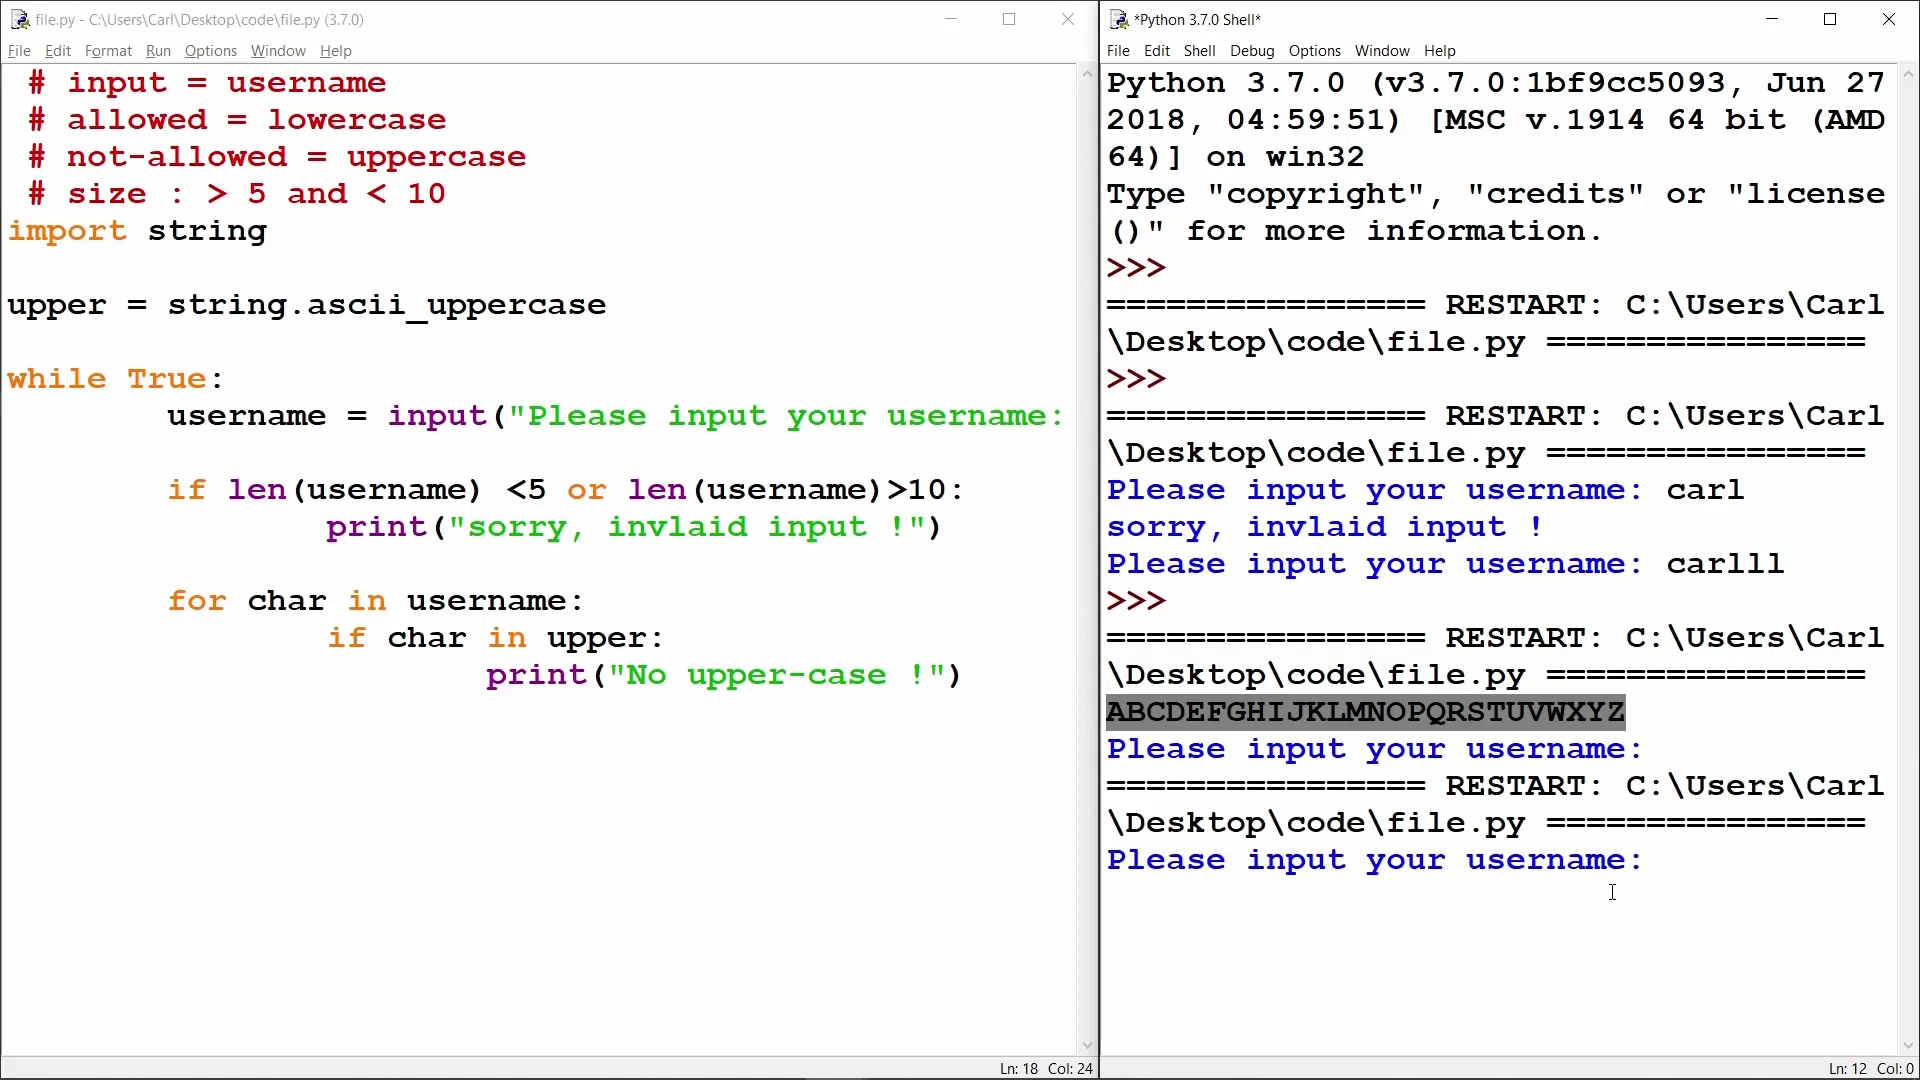 file.py - C:\Users\Carl\Desktop\code\file.py (3.7.0)
File Edit Format Run Options Window Help
# input = username
# allowed = lowercase
# not-allowed = uppercase
# size : > 5 and < 10
import string
upper = string.ascii_uppercase
while True:
username = input("Please input your username:
if len(username) <5 or len(username)>10:
print("sorry, invlaid input !")
for char in username:
if char in upper:
print("No upper-case !")
Ln: 18 Col: 24
*Python 3.7.0 Shell*
File Edit Shell Debug Options Window Help
Python 3.7.0 (v3.7.0:1bf9cc5093, Jun 27
2018, 04:59:51) [MSC v.1914 64 bit (AMD
64)] on win32
Type "copyright", "credits" or "license
()" for more information.
>>>
================ RESTART: C:\Users\Carl
\Desktop\code\file.py ================
>>>
================ RESTART: C:\Users\Carl
\Desktop\code\file.py ================
Please input your username: carl
sorry, invlaid input !
Please input your username: carlll
>>>
================ RESTART: C:\Users\Carl
\Desktop\code\file.py ================
ABCDEFGHIJKLMNOPQRSTUVWXYZ
Please input your username:
================ RESTART: C:\Users\Carl
\Desktop\code\file.py ================
Please input your username:
Ln: 12 Col: 0